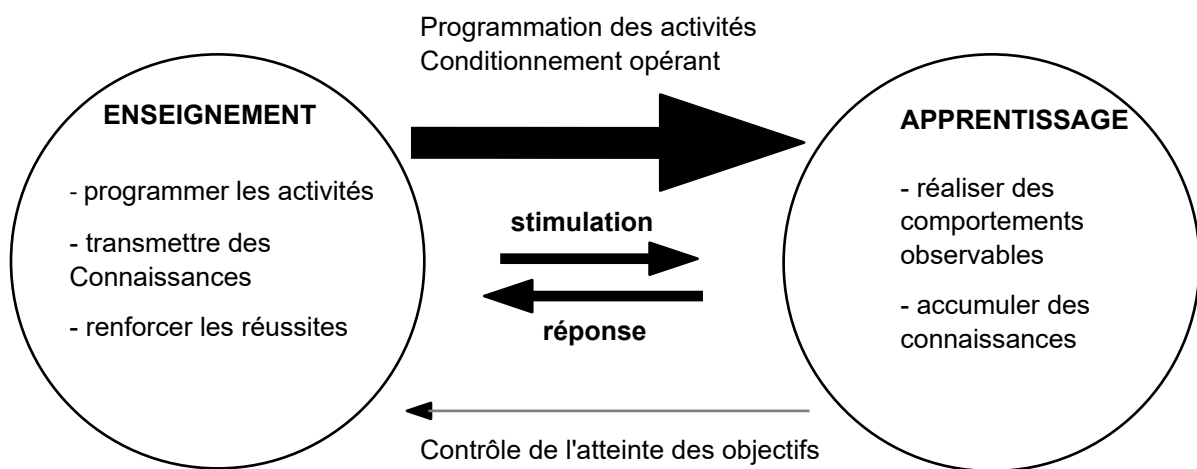 Programmation des activités
Conditionnement opérant
ENSEIGNEMENT
- programmer les activités
- transmettre des
Connaissances
- renforcer les réussites
stimulation
réponse
APPRENTISSAGE
- réaliser des
comportements
observables
- accumuler des
connaissances
Contrôle de l'atteinte des objectifs